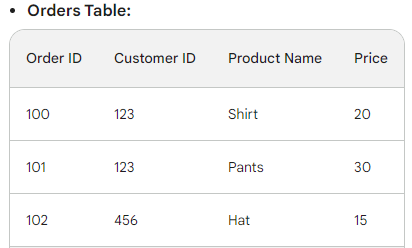 • Orders Table:
Order ID Customer ID Product Name Price
100 123 Shirt 20
101 123 Pants 30
102 456 Hat 15